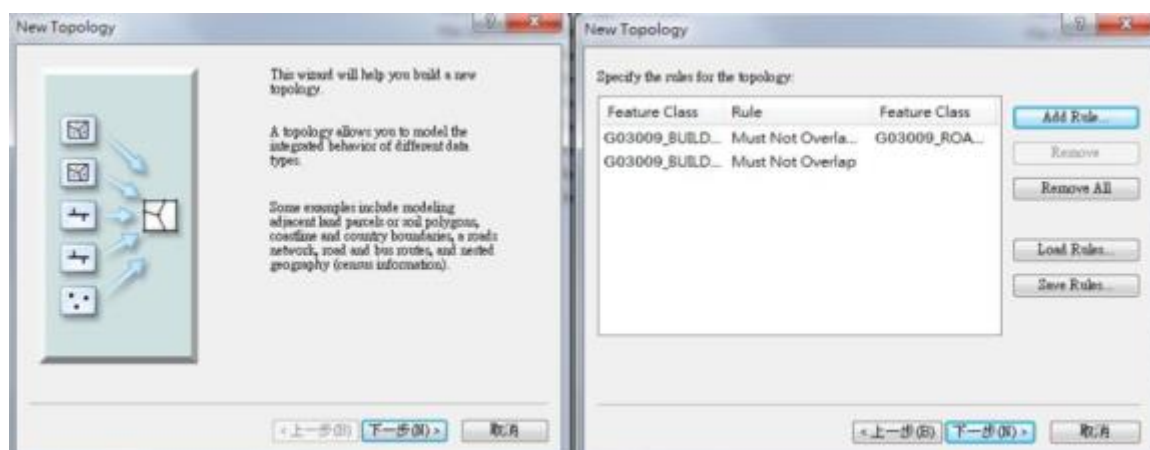 New Topology
This wizard will help you build a new
topology.
A topology allows you to model the
integrated behavior of different data
types.
Some examples include modeling
adjacent land parcels or soil polygons,
coastline and country boundaries, a roads
network, road and bus routes, and nested
geography (census information).
<上一步(B) 下一步(N)> 取消
New Topology
Specify the rules for the topology:
Feature Class Rule Feature Class
G03009_BUILD... Must Not Overla... G03009_ROA...
G03009_BUILD... Must Not Overlap
Add Rule...
Remove
Remove All
Load Rules...
Save Rules...
<上一步(B) 下一步(N)> 取消